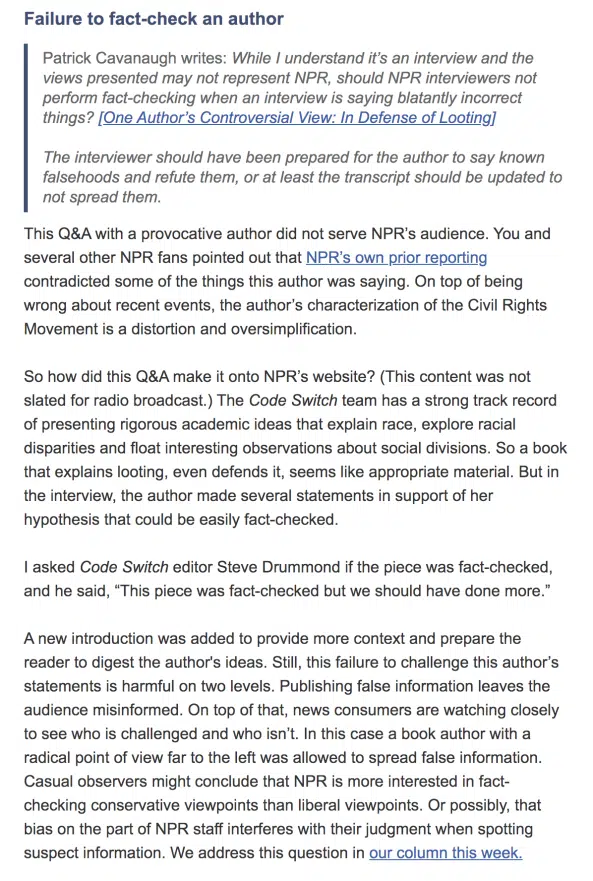 Failure to fact-check an author
Patrick Cavanaugh writes: While I understand it's an interview and the
views presented may not represent NPR, should NPR interviewers not
perform fact-checking when an interview is saying blatantly incorrect
things? [One Author's Controversial View: In Defense of Looting]
The interviewer should have been prepared for the author to say known
falsehoods and refute them, or at least the transcript should be updated to
not spread them.
This Q&A with a provocative author did not serve NPR's audience. You and
several other NPR fans pointed out that NPR's own prior reporting
contradicted some of the things this author was saying. On top of being
wrong about recent events, the author's characterization of the Civil Rights
Movement is a distortion and oversimplification.
So how did this Q&A make it onto NPR's website? (This content was not
slated for radio broadcast.) The Code Switch team has a strong track record
of presenting rigorous academic ideas that explain race, explore racial
disparities and float interesting observations about social divisions. So a book
that explains looting, even defends it, seems like appropriate material. But in
the interview, the author made several statements in support of her
hypothesis that could be easily fact-checked.
I asked Code Switch editor Steve Drummond if the piece was fact-checked,
and he said, “This piece was fact-checked but we should have done more.”
A new introduction was added to provide more context and prepare the
reader to digest the author's ideas. Still, this failure to challenge this author's
statements is harmful on two levels. Publishing false information leaves the
audience misinformed. On top of that, news consumers are watching closely
to see who is challenged and who isn't. In this case a book author with a
radical point of view far to the left was allowed to spread false information.
Casual observers might conclude that NPR is more interested in fact-
checking conservative viewpoints than liberal viewpoints. Or possibly, that
bias on the part of NPR staff interferes with their judgment when spotting
suspect information. We address this question in our column this week.